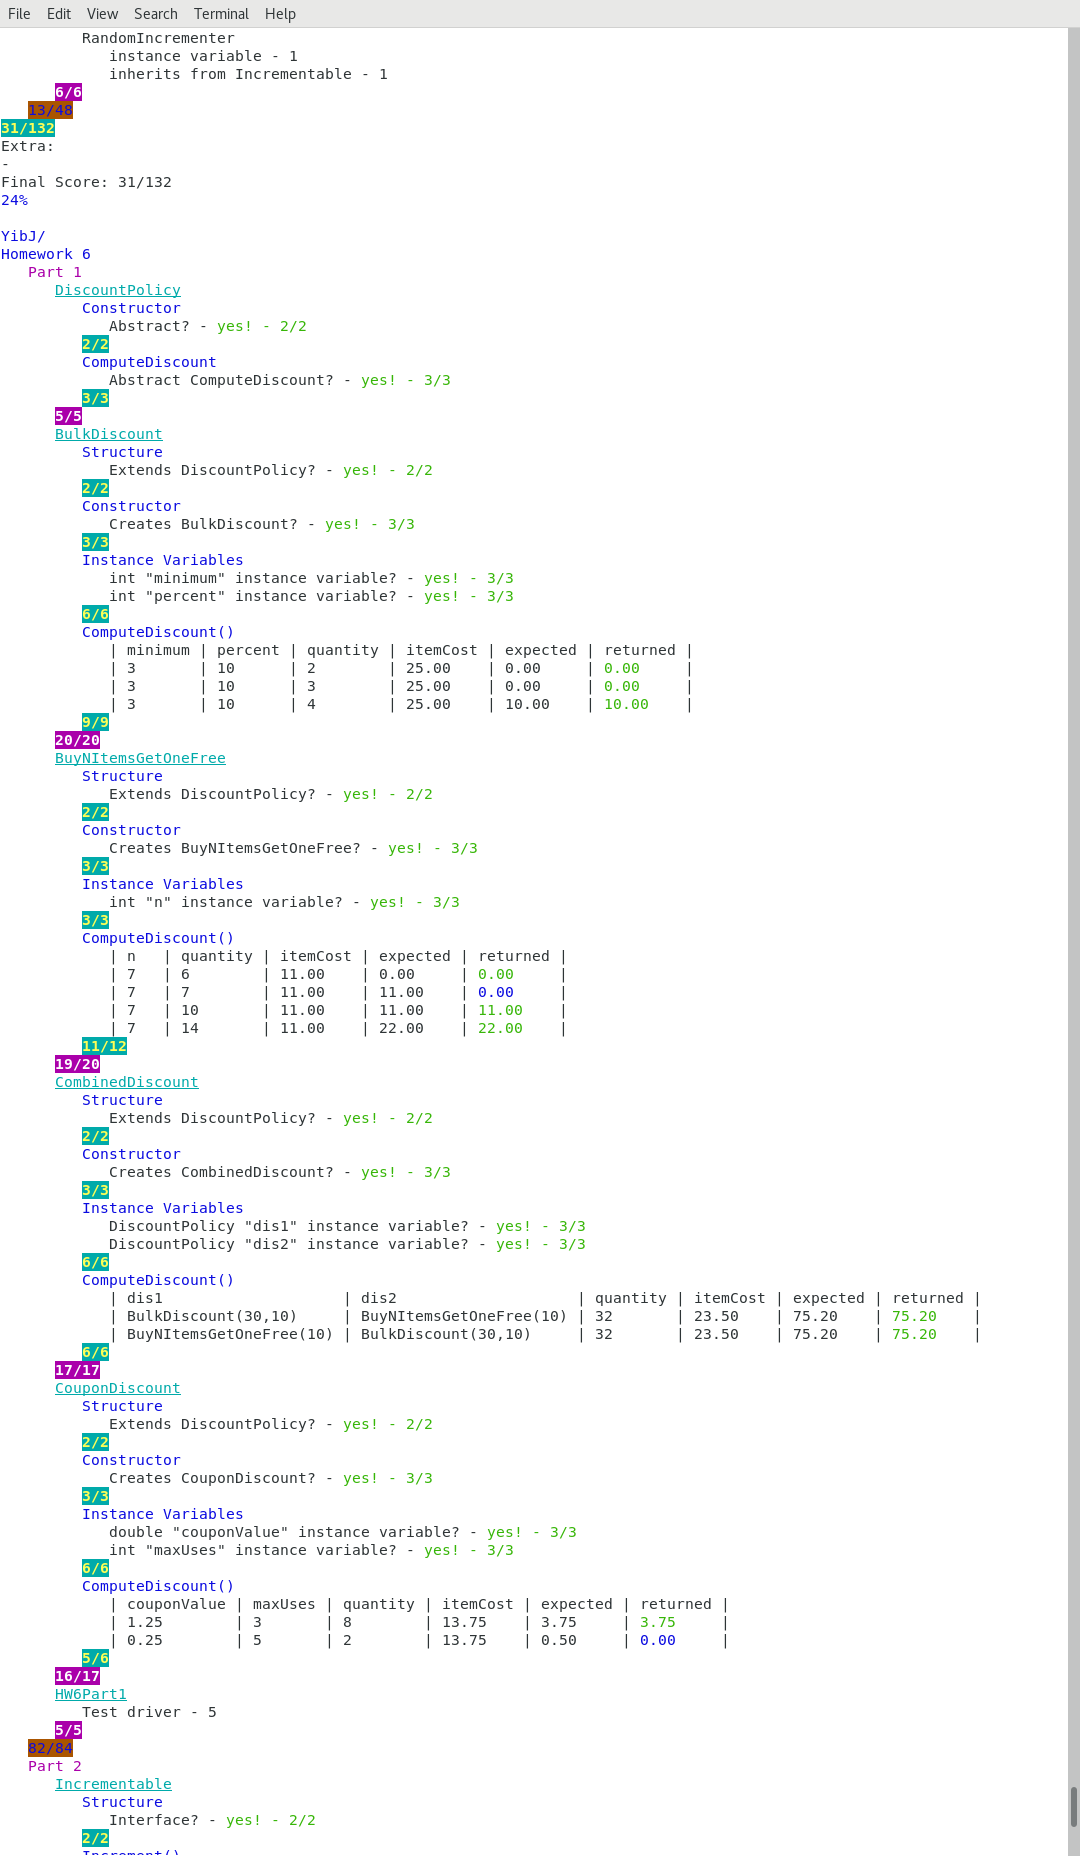 File Edit View Search Terminal Help
RandomIncrementer
instance variable - 1
inherits from Incrementable - 1
6/6
13/48
31/132
Extra:
-
Final Score: 31/132
24%
YibJ/
Homework 6
Part 1
DiscountPolicy
Constructor
Abstract? - yes! - 2/2
2/2
ComputeDiscount
Abstract ComputeDiscount? - yes! - 3/3
3/3
5/5
BulkDiscount
Structure
Extends DiscountPolicy? - yes! - 2/2
2/2
Constructor
Creates BulkDiscount? - yes! - 3/3
3/3
Instance Variables
int "minimum" instance variable? - yes! - 3/3
int "percent" instance variable? - yes! - 3/3
6/6
ComputeDiscount()
| minimum | percent | quantity | itemCost | expected | returned |
| 3 | 10 | 2 | 25.00 | 0.00 | 0.00 |
| 3 | 10 | 3 | 25.00 | 0.00 | 0.00 |
| 3 | 10 | 4 | 25.00 | 10.00 | 10.00 |
9/9
20/20
BuyNItemsGetOneFree
Structure
Extends DiscountPolicy? - yes! - 2/2
2/2
Constructor
Creates BuyNItemsGetOneFree? - yes! - 3/3
3/3
Instance Variables
int "n" instance variable? - yes! - 3/3
3/3
ComputeDiscount()
| n | quantity | itemCost | expected | returned |
| 7 | 6 | 11.00 | 0.00 | 0.00 |
| 7 | 7 | 11.00 | 11.00 | 0.00 |
| 7 | 10 | 11.00 | 11.00 | 11.00 |
| 7 | 14 | 11.00 | 22.00 | 22.00 |
11/12
19/20
CombinedDiscount
Structure
Extends DiscountPolicy? - yes! - 2/2
2/2
Constructor
Creates CombinedDiscount? - yes! - 3/3
3/3
Instance Variables
DiscountPolicy "dis1" instance variable? - yes! - 3/3
DiscountPolicy "dis2" instance variable? - yes! - 3/3
6/6
ComputeDiscount()
| dis1 | dis2 | quantity | itemCost | expected | returned |
| BulkDiscount(30,10) | BuyNItemsGetOneFree(10) | 32 | 23.50 | 75.20 | 75.20 |
| BuyNItemsGetOneFree(10) | BulkDiscount(30,10) | 32 | 23.50 | 75.20 | 75.20 |
6/6
17/17
CouponDiscount
Structure
Extends DiscountPolicy? - yes! - 2/2
2/2
Constructor
Creates CouponDiscount? - yes! - 3/3
3/3
Instance Variables
double "couponValue" instance variable? - yes! - 3/3
int "maxUses" instance variable? - yes! - 3/3
6/6
ComputeDiscount()
| couponValue | maxUses | quantity | itemCost | expected | returned |
| 1.25 | 3 | 8 | 13.75 | 3.75 | 3.75 |
| 0.25 | 5 | 2 | 13.75 | 0.50 | 0.00 |
5/6
16/17
HW6Part1
Test driver - 5
5/5
82/84
Part 2
Incrementable
Structure
Interface? - yes! - 2/2
2/2
Increment()